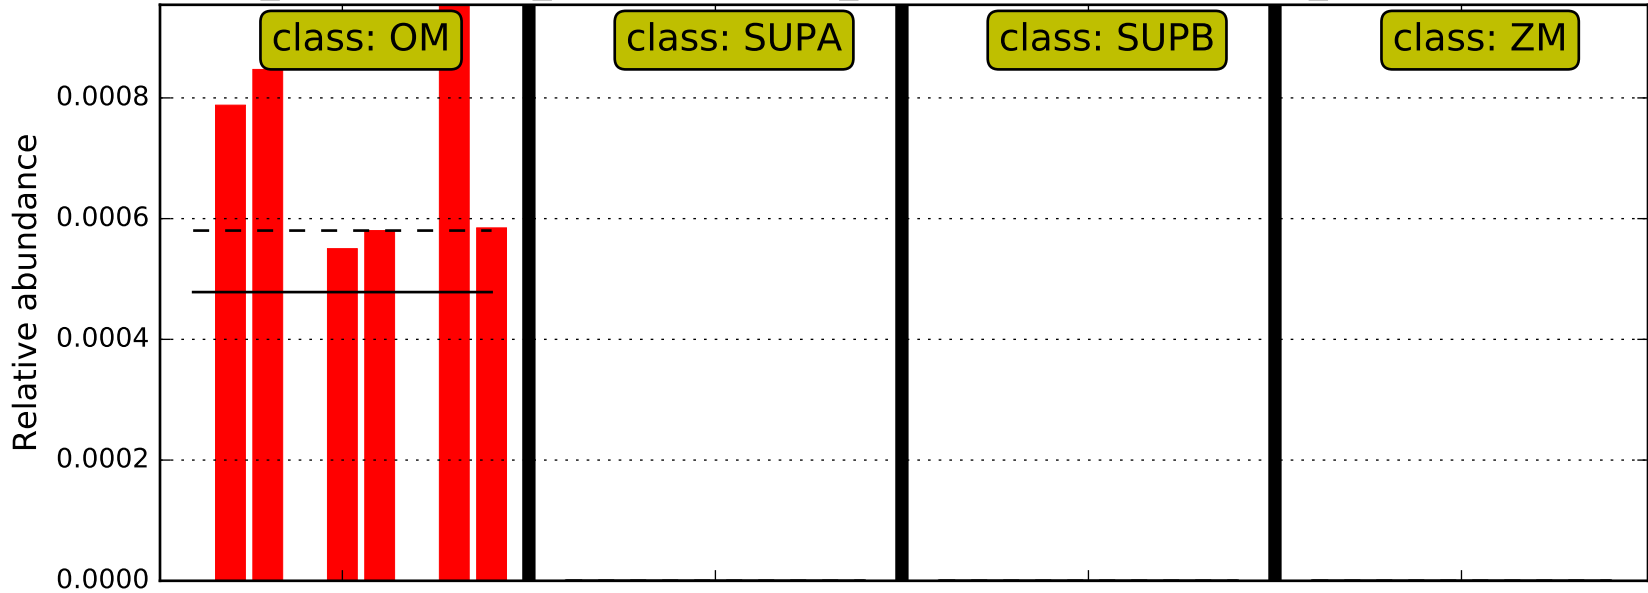 class: OM
class: SUPA
class: SUPB
class: ZM
Relative abundance
0.0008
0.0006
0.0004
0.0002
0.0000